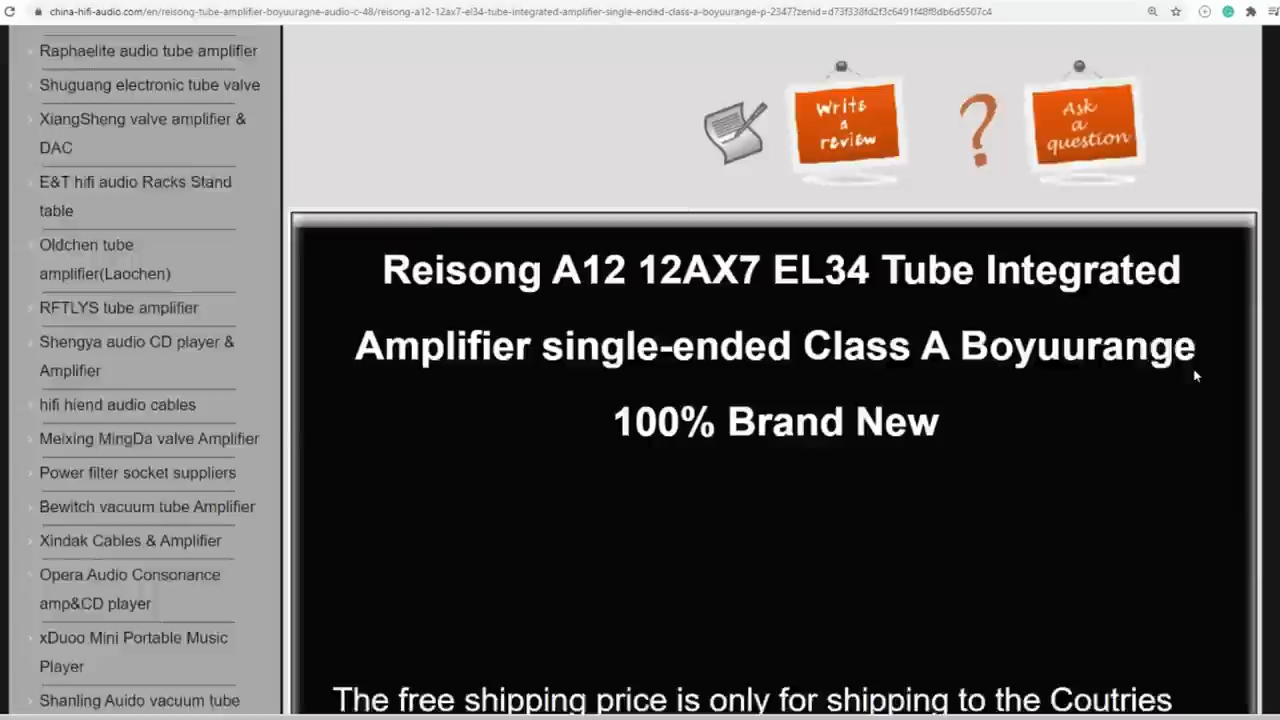 china-hifi-audio.com/en/reisong-tube-amplifier-boyuuragne-audio-c-48/reisong-a12-12ax7-el34-tube-integrated-amplifier-single-ended-class-a-boyuurange-p-2347?zenid=d73f338fd2f3c6491f48f8db6d5507c4
Raphaelite audio tube amplifier
Shuguang electronic tube valve
XiangSheng valve amplifier &
DAC
E&T hifi audio Racks Stand
table
Oldchen tube
amplifier(Laochen)
RFTLYS tube amplifier
Shengya audio CD player &
Amplifier
hifi hiend audio cables
Meixing MingDa valve Amplifier
Power filter socket suppliers
Bewitch vacuum tube Amplifier
Xindak Cables & Amplifier
Opera Audio Consonance
amp&CD player
xDuoo Mini Portable Music
Player
Shanling Auido vacuum tube
Write
a
review
?
Ask
a
question
Reisong A12 12AX7 EL34 Tube Integrated
Amplifier single-ended Class A Boyuurange
100% Brand New
The free shipping price is only for shipping to the Coutries